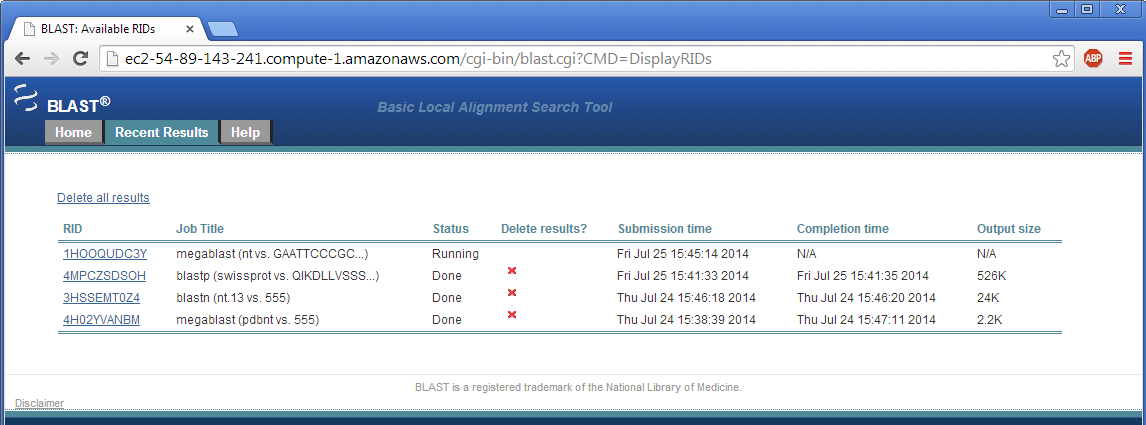 BLAST: Available RIDs
ec2-54-89-143-241.compute-1.amazonaws.com/cgi-bin/blast.cgi?CMD=DisplayRIDs
ABP
BLAST® Basic Local Alignment Search Tool
Home Recent Results Help
Delete all results
RID Job Title Status Delete results? Submission time Completion time Output size
1HOOQUDC3Y megablast (nt vs. GAATTCCCGC...) Running Fri Jul 25 15:45:14 2014 N/A N/A
4MPCZSDSOH blastp (swissprot vs. QIKDLLVSSS...) Done Fri Jul 25 15:41:33 2014 Fri Jul 25 15:41:35 2014 526K
3HSSEMT0Z4 blastn (nt.13 vs. 555) Done Thu Jul 24 15:46:18 2014 Thu Jul 24 15:46:20 2014 24K
4H02YVANBM megablast (pdbnt vs. 555) Done Thu Jul 24 15:38:39 2014 Thu Jul 24 15:47:11 2014 2.2K
BLAST is a registered trademark of the National Library of Medicine.
Disclaimer